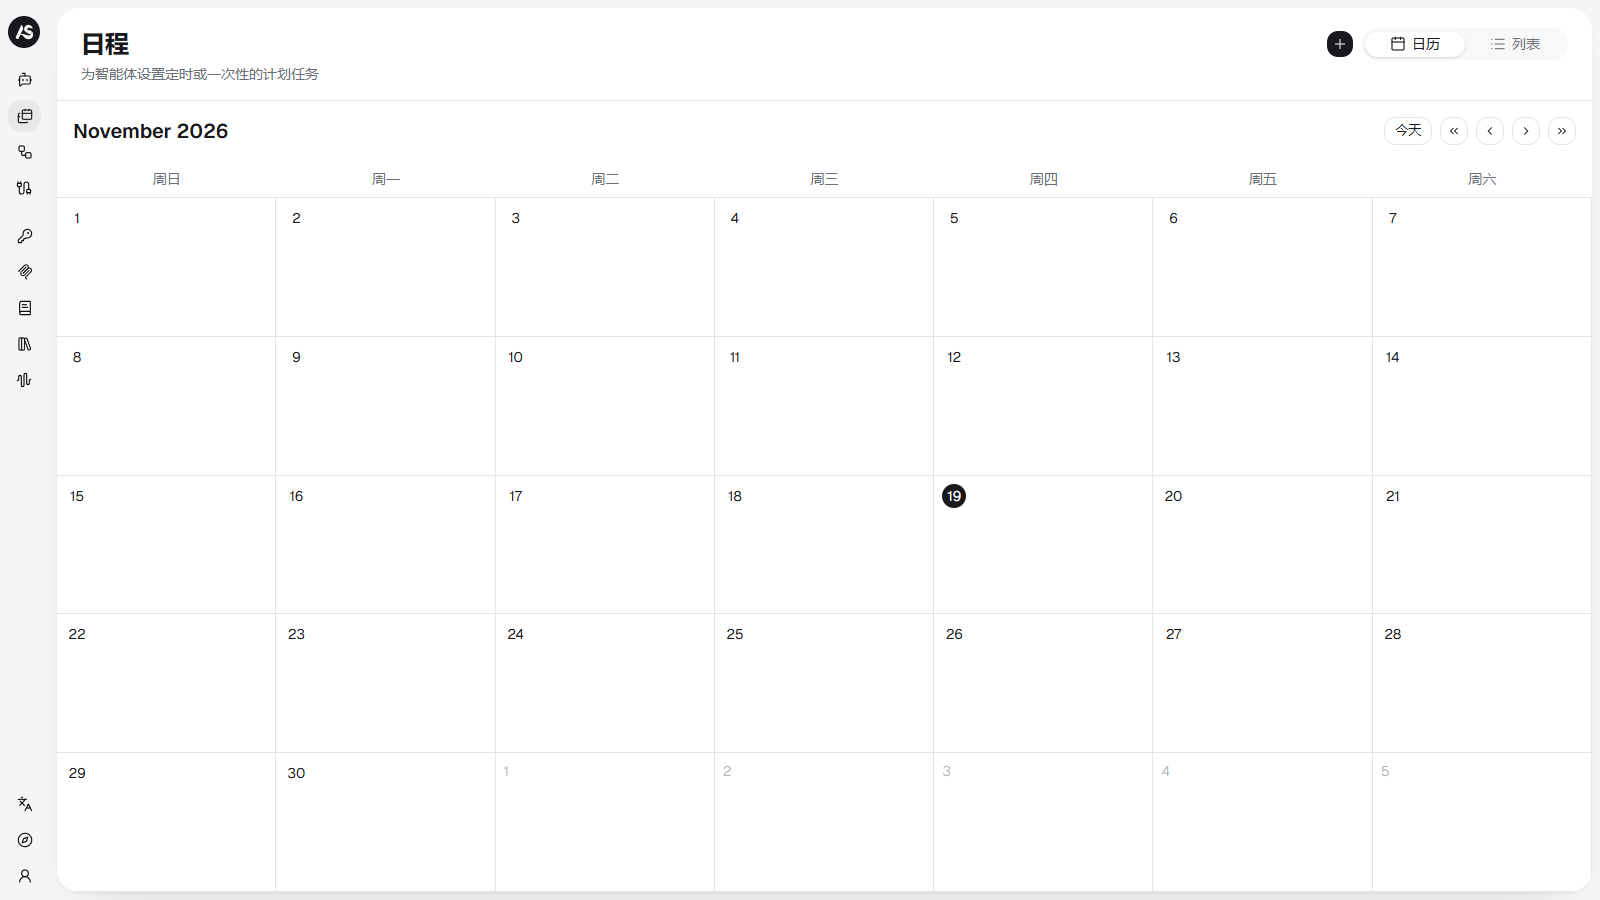 AS
日程
为智能体设置定时或一次性的计划任务
日历
列表
November 2026
今天
周日 周一 周二 周三 周四 周五 周六
1 2 3 4 5 6 7
8 9 10 11 12 13 14
15 16 17 18 19 20 21
22 23 24 25 26 27 28
29 30 1 2 3 4 5